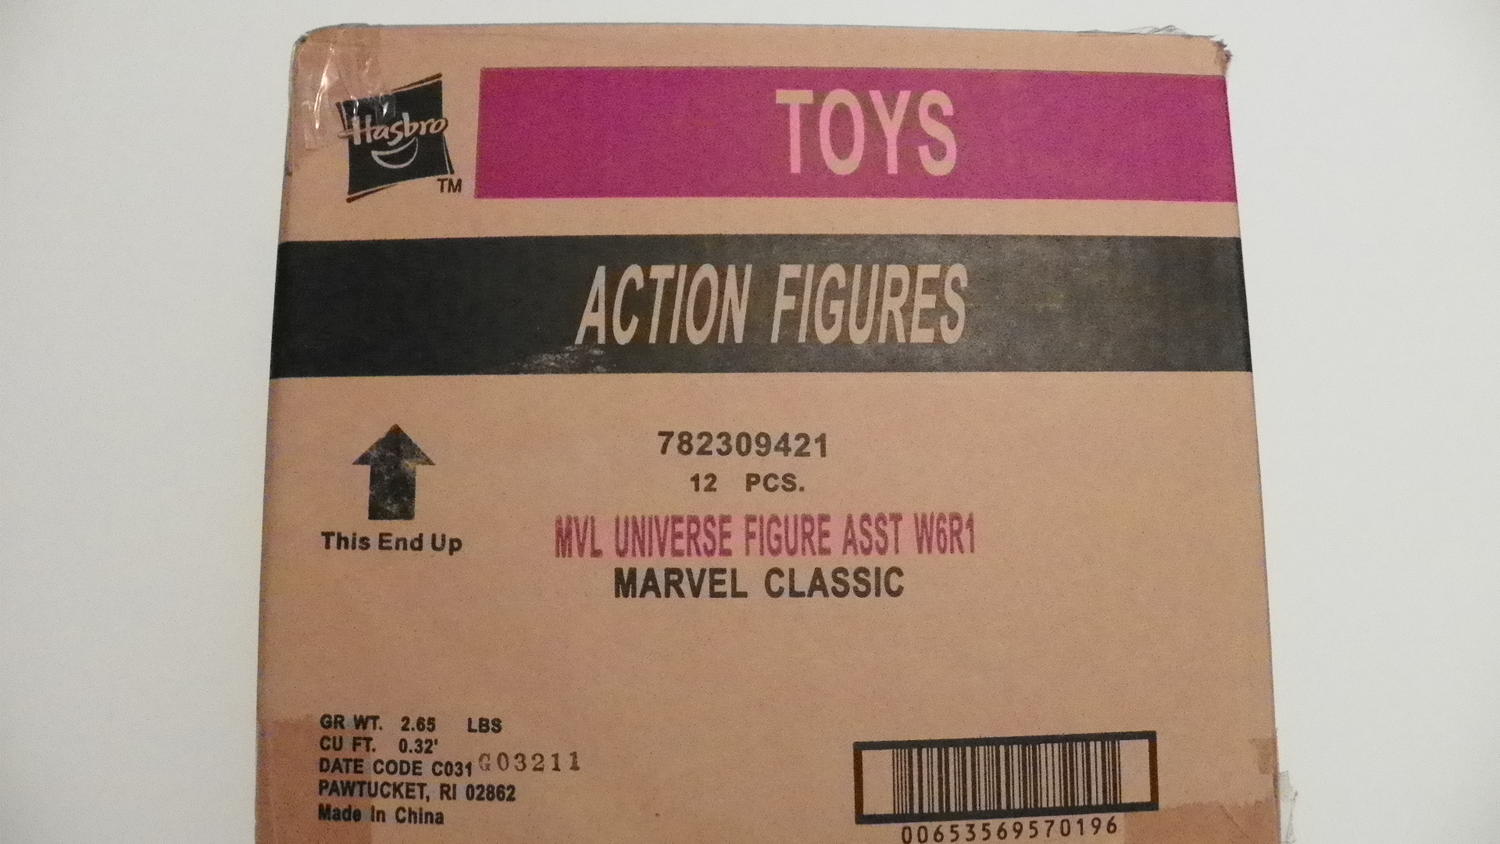 Hasbro
TM
TOYS
ACTION FIGURES
782309421
12 PCS.
This End Up
MVL UNIVERSE FIGURE ASST W6R1
MARVEL CLASSIC
GR WT. 2.65 LBS
CU FT. 0.32'
DATE CODE C031 G03211
PAWTUCKET, RI 02862
Made In China
00653569570196